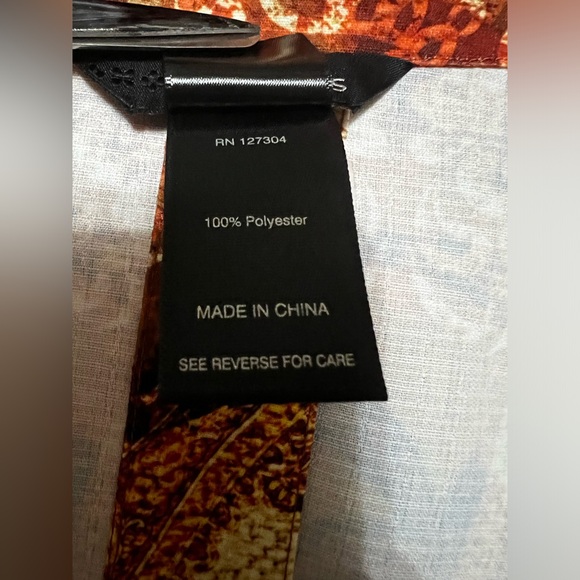 S
RN 127304
100% Polyester
MADE IN CHINA
SEE REVERSE FOR CARE